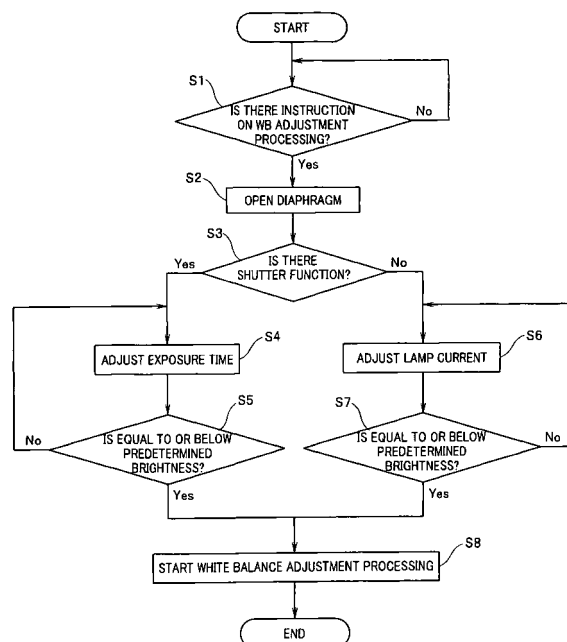 START
S1
IS THERE INSTRUCTION
ON WB ADJUSTMENT
PROCESSING?
No
Yes
S2
OPEN DIAPHRAGM
S3
Yes
IS THERE
SHUTTER FUNCTION?
No
S4
ADJUST EXPOSURE TIME
S6
ADJUST LAMP CURRENT
S5
IS EQUAL TO OR BELOW
PREDETERMINED
BRIGHTNESS?
No
Yes
S7
IS EQUAL TO OR BELOW
PREDETERMINED
BRIGHTNESS?
No
Yes
S8
START WHITE BALANCE ADJUSTMENT PROCESSING
END